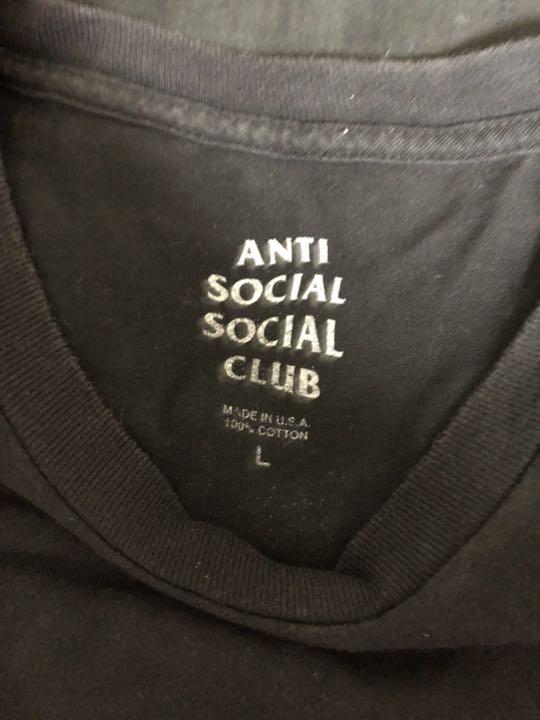 ANTI
SOCIAL
SOCIAL
CLUB
MADE IN U.S.A.
100% COTTON
L